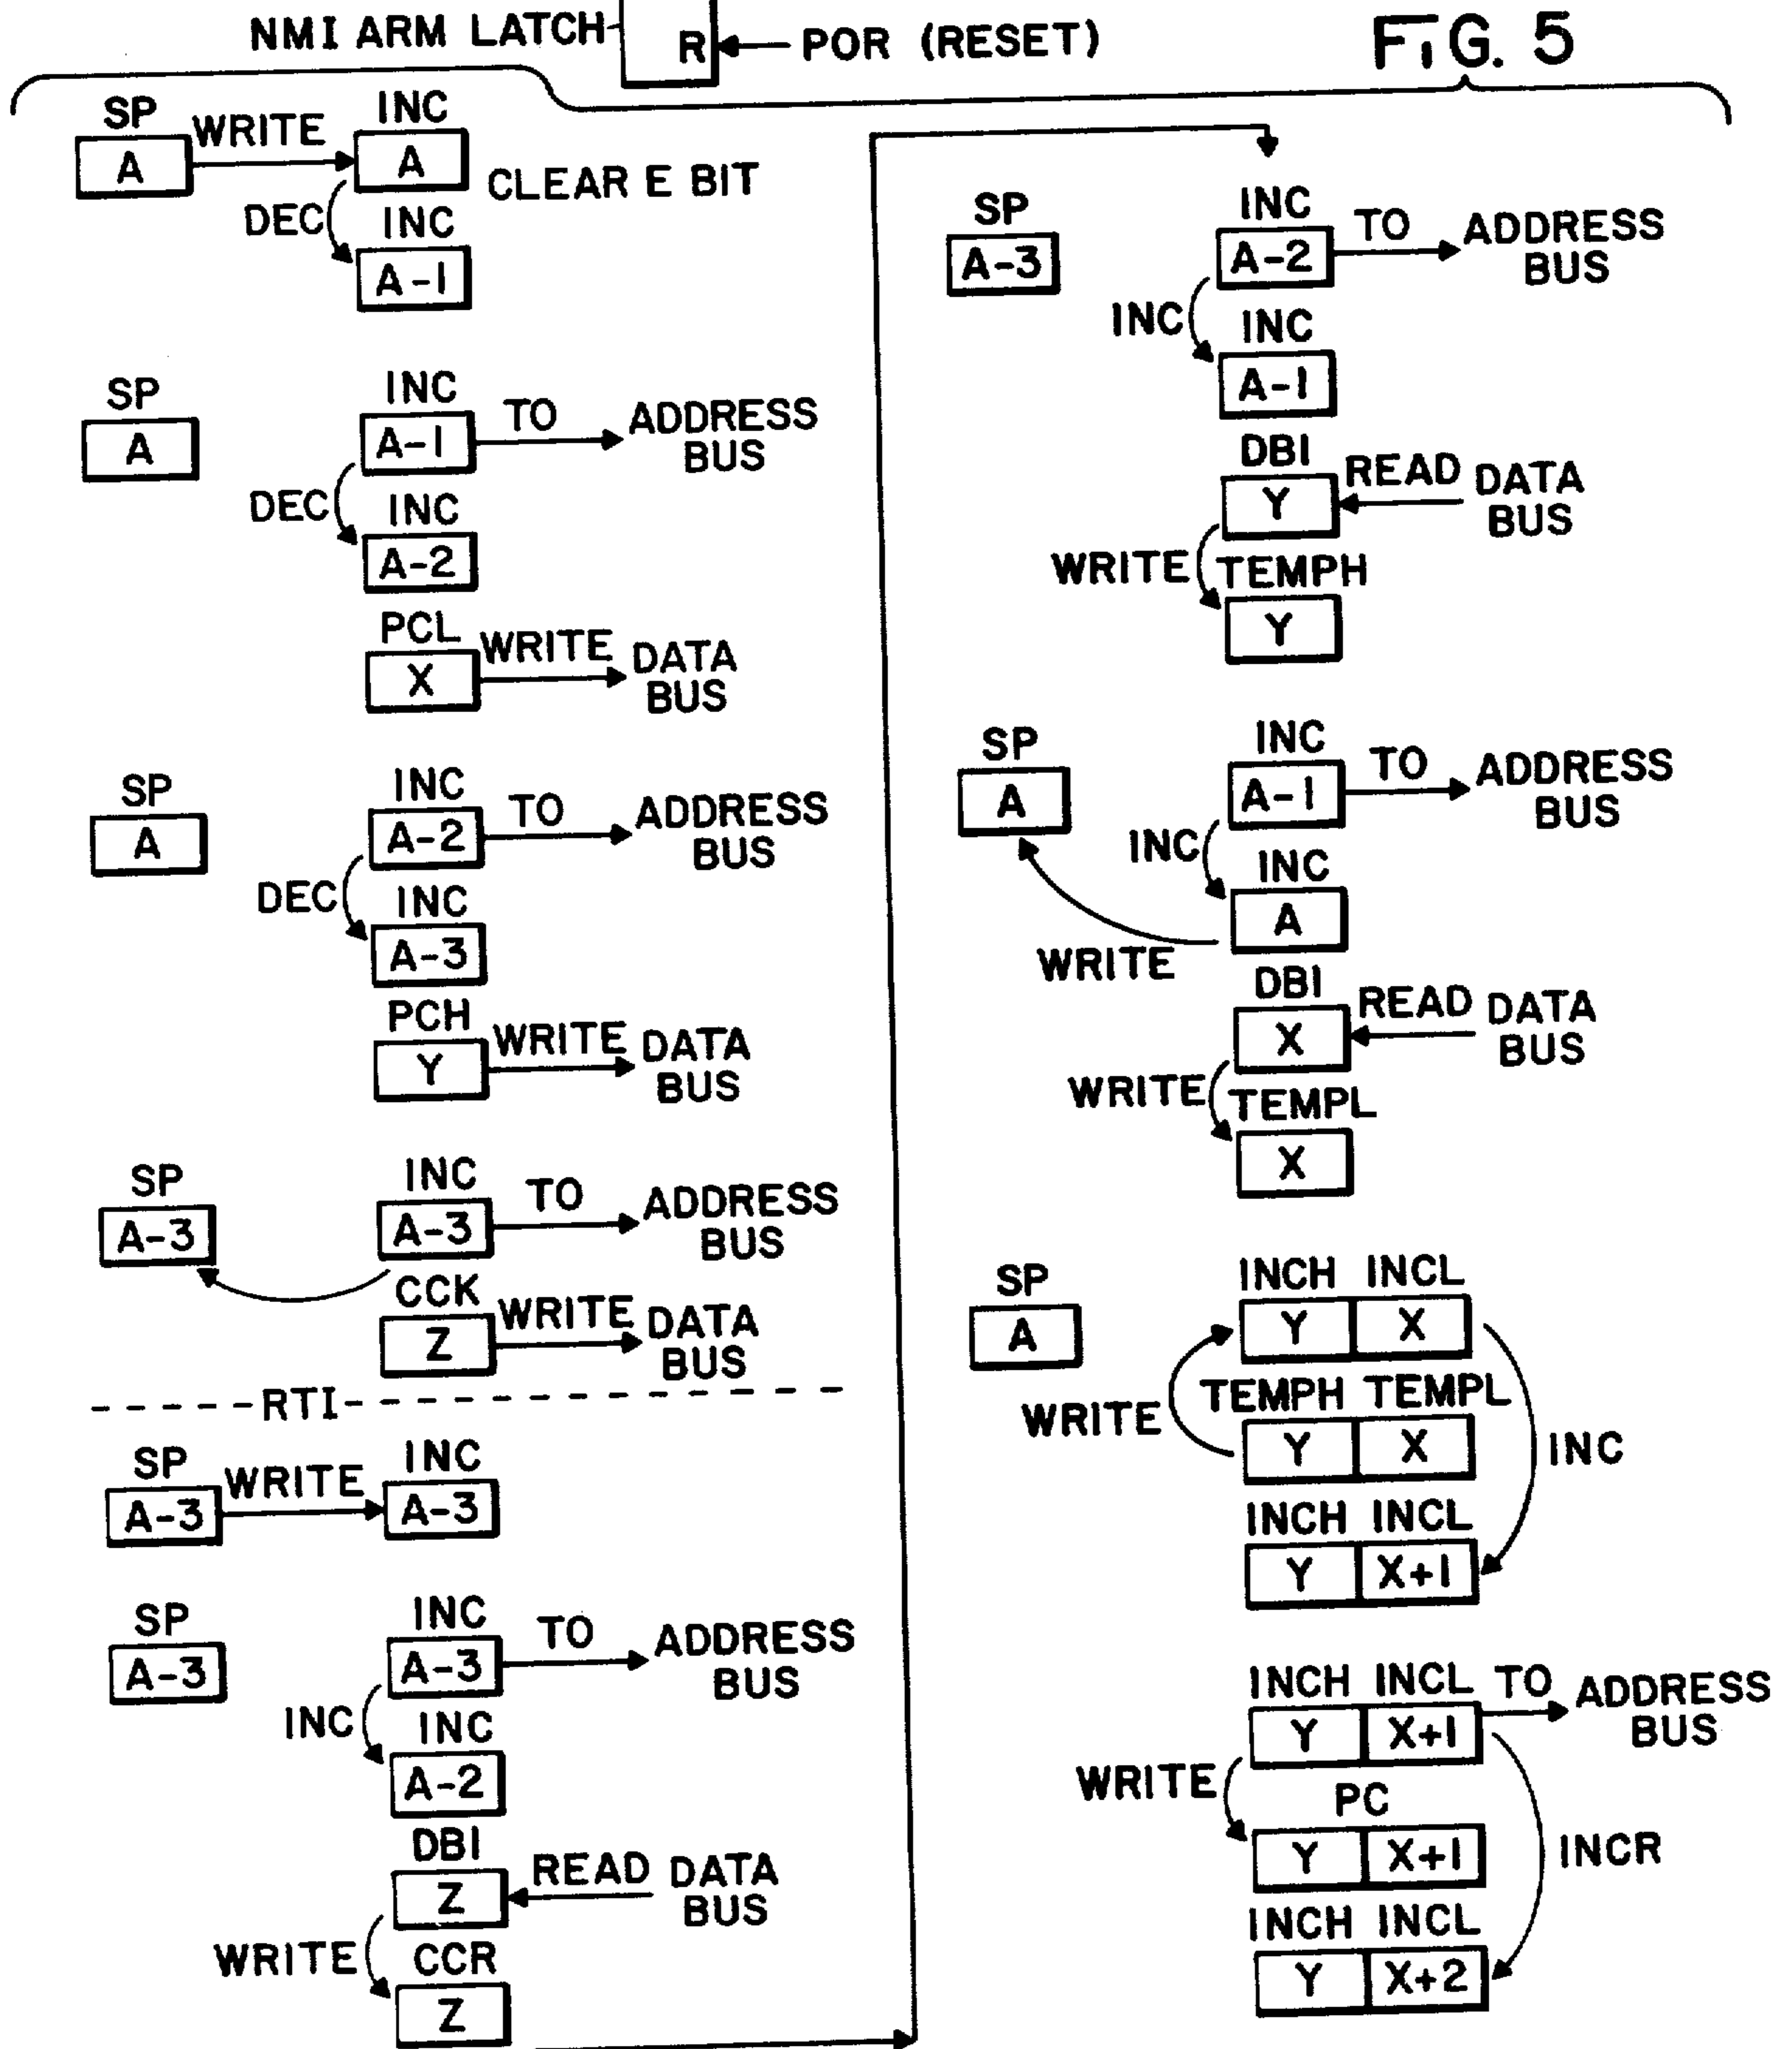 NMI ARM LATCH
R
POR (RESET)
FIG. 5
SP
WRITE
INC
A
A
CLEAR E BIT
DEC
INC
A-1
SP
INC
A
A-1
TO
ADDRESS
BUS
DEC
INC
A-2
PCL
X
WRITE
DATA
BUS
SP
INC
A
A-2
TO
ADDRESS
BUS
DEC
INC
A-3
PCH
Y
WRITE
DATA
BUS
SP
INC
A-3
A-3
TO
ADDRESS
BUS
CCK
Z
WRITE
DATA
BUS
-----RTI-----------
SP
WRITE
INC
A-3
A-3
SP
INC
A-3
A-3
TO
ADDRESS
BUS
INC
INC
A-2
DBI
Z
READ
DATA
BUS
WRITE
CCR
Z
SP
INC
A-3
A-2
TO
ADDRESS
BUS
INC
INC
A-1
DBI
Y
READ
DATA
BUS
WRITE
TEMPH
Y
SP
INC
A
A-1
TO
ADDRESS
BUS
INC
INC
A
WRITE
DBI
X
READ
DATA
BUS
WRITE
TEMPL
X
SP
INCH INCL
A
Y X
WRITE
TEMPH TEMPL
Y X
INC
INCH INCL
Y X+1
INCH INCL
Y X+1
TO
ADDRESS
BUS
WRITE
PC
Y X+1
INCR
INCH INCL
Y X+2